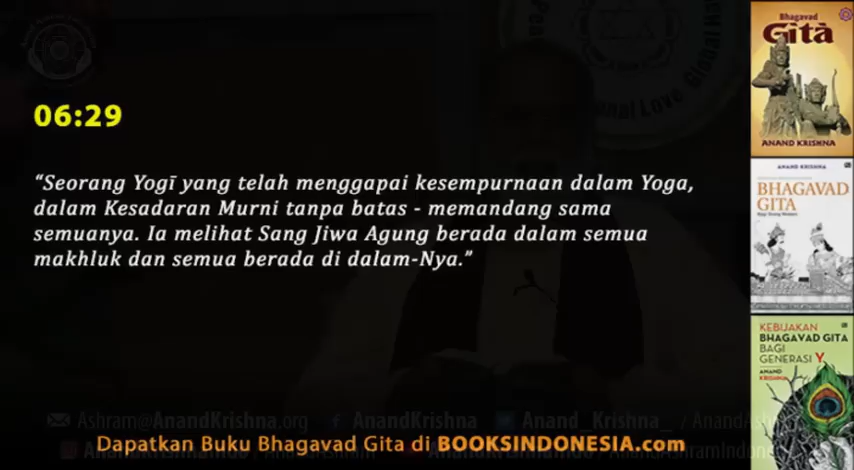 06:29
“Seorang Yogī yang telah menggapai kesempurnaan dalam Yoga,
dalam Kesadaran Murni tanpa batas - memandang sama
semuanya. Ia melihat Sang Jiwa Agung berada dalam semua
makhluk dan semua berada di dalam-Nya.”
Bhagavad
Gītā
ANAND KRISHNA
ANAND KRISHNA
BHAGAVAD
GITA
KEBIJAKAN
BHAGAVAD GITA
BAGI
GENERASI Y
ANAND
KRISHNA
Ashram@AnandKrishna.org AnandKrishna Anand_Krishna_
Dapatkan Buku Bhagavad Gita di BOOKSINDONESIA.com